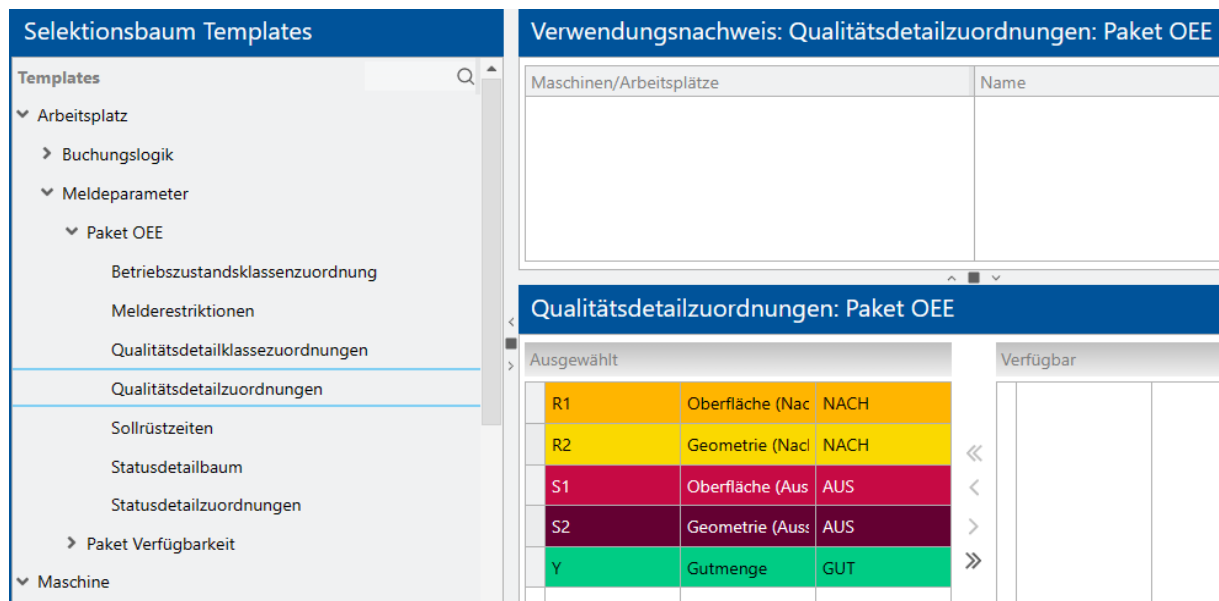 Selektionsbaum Templates
Templates
Arbeitsplatz
Buchungslogik
Meldeparameter
Paket OEE
Betriebszustandsklassenzuordnung
Melderestriktionen
Qualitätsdetailklassezuordnungen
Qualitätsdetailzuordnungen
Sollrüstzeiten
Statusdetailbaum
Statusdetailzuordnungen
Paket Verfügbarkeit
Maschine
Verwendungsnachweis: Qualitätsdetailzuordnungen: Paket OEE
Maschinen/Arbeitsplätze Name
Qualitätsdetailzuordnungen: Paket OEE
Ausgewählt Verfügbar
R1 Oberfläche (Nac NACH
R2 Geometrie (Nacl NACH
S1 Oberfläche (Aus AUS
S2 Geometrie (Auss AUS
Y Gutmenge GUT